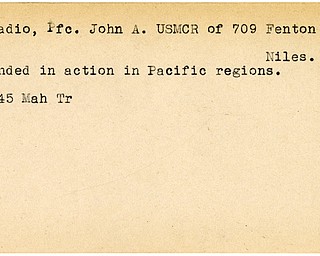 adio, Pfc. John A. USMCR of 709 Fenton
Niles.
nded in action in Pacific regions.
45 Mah Tr